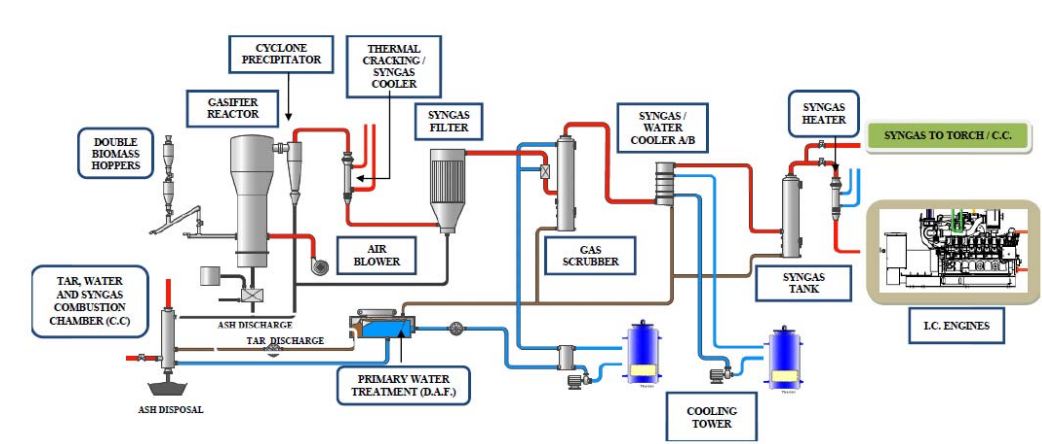 CYCLONE
PRECIPITATOR
THERMAL
CRACKING /
SYNGAS
COOLER
GASIFIER
REACTOR
SYNGAS
FILTER
SYNGAS /
WATER
COOLER A/B
SYNGAS
HEATER
SYNGAS TO TORCH / C.C.
DOUBLE
BIOMASS
HOPPERS
AIR
BLOWER
GAS
SCRUBBER
SYNGAS
TANK
TAR, WATER
AND SYNGAS
COMBUSTION
CHAMBER (C.C)
I.C. ENGINES
ASH DISCHARGE
TAR DISCHARGE
PRIMARY WATER
TREATMENT (D.A.F.)
COOLING
TOWER
ASH DISPOSAL